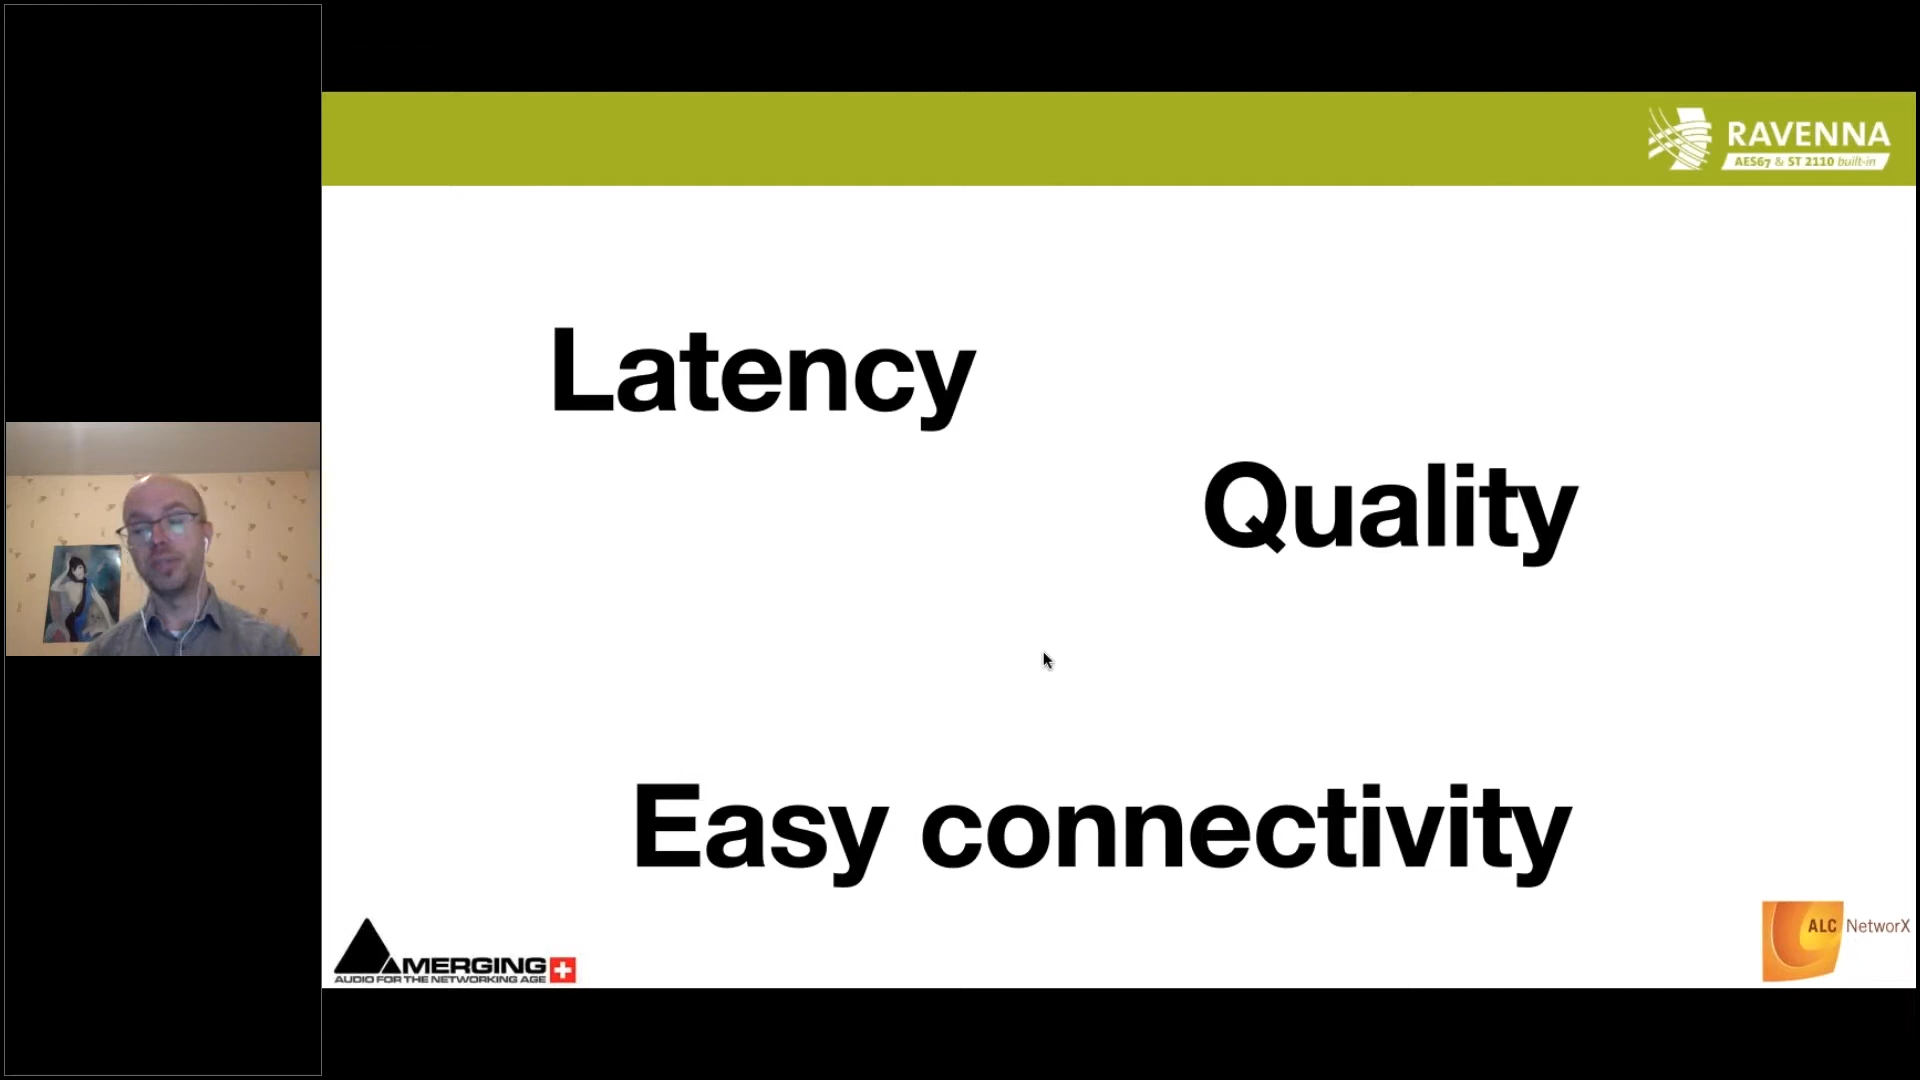 RAVENNA
AES67 & ST 2110 built-in
Latency
Quality
Easy connectivity
MERGING
AUDIO FOR THE NETWORKING AGE
ALC NetworX